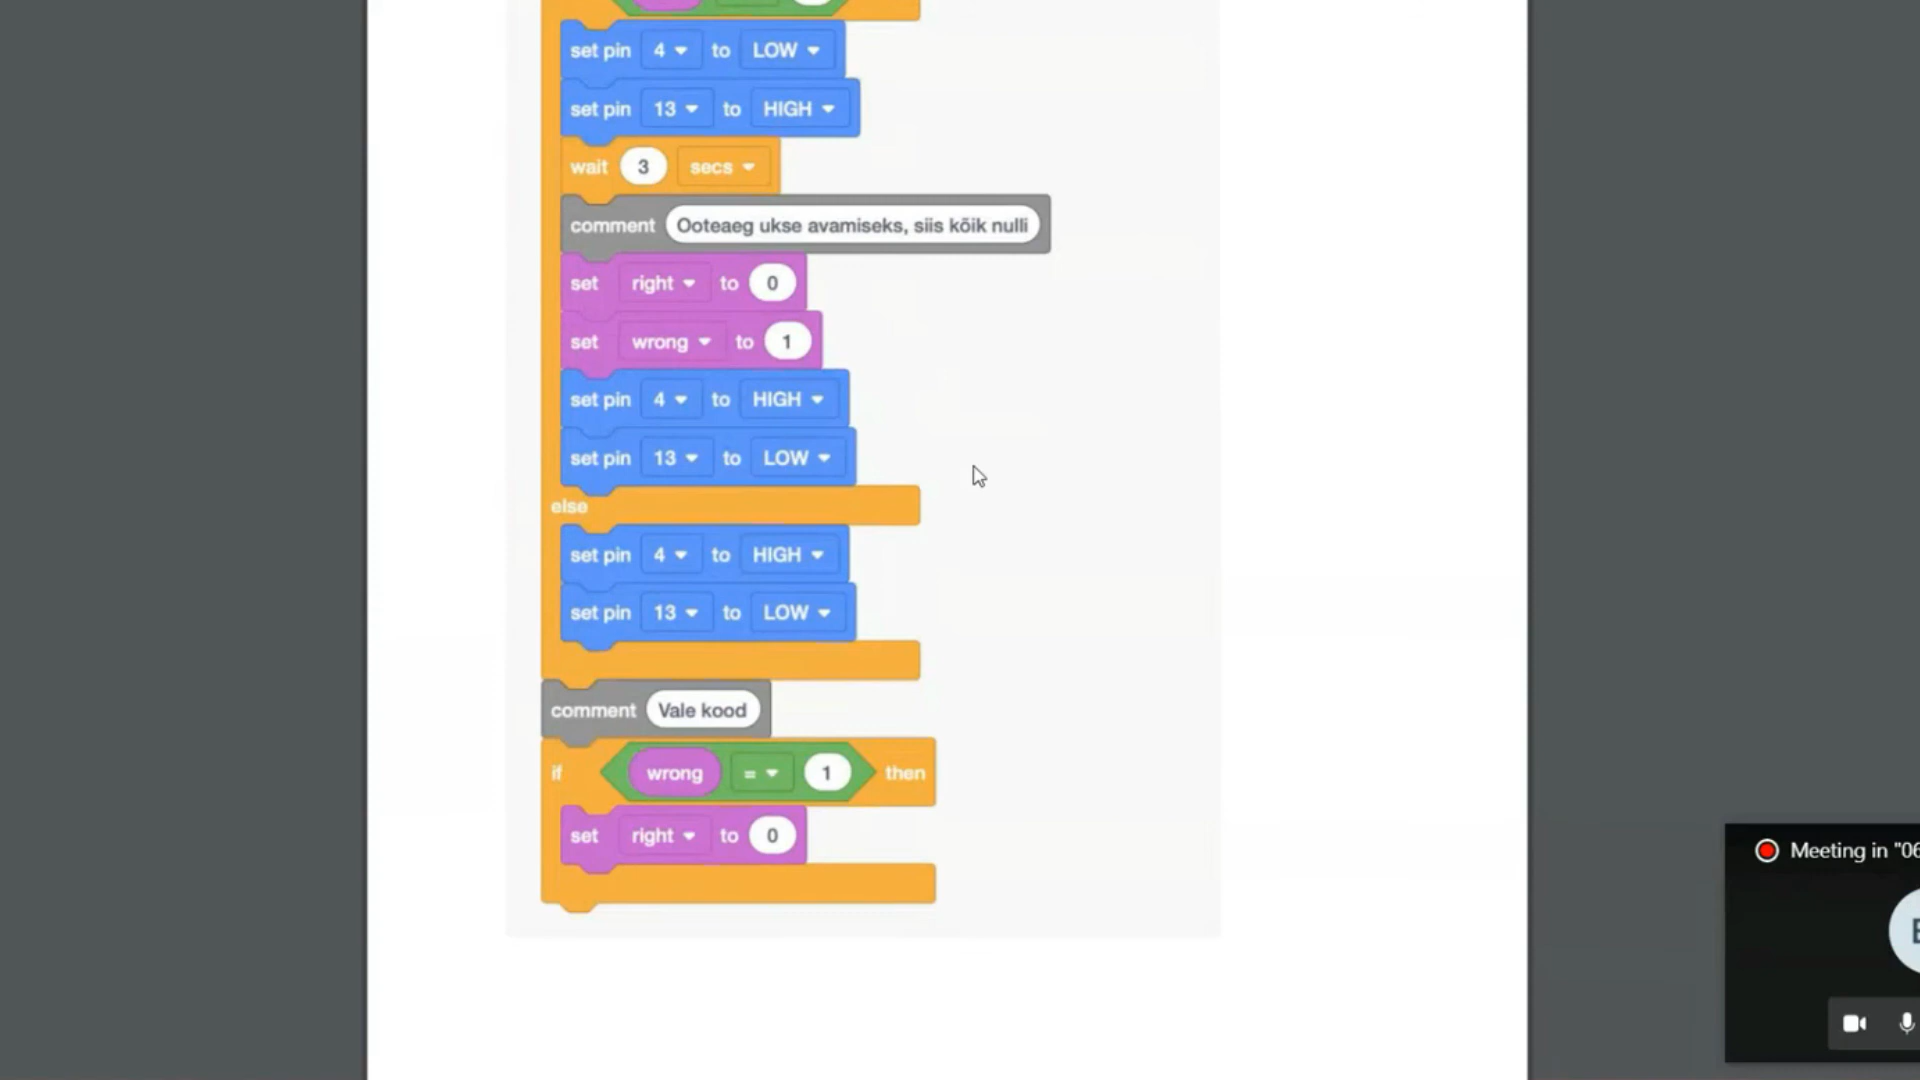 set pin 4 to LOW
set pin 13 to HIGH
wait 3 secs
comment Ooteaeg ukse avamiseks, siis kõik nulli
set right to 0
set wrong to 1
set pin 4 to HIGH
set pin 13 to LOW
else
set pin 4 to HIGH
set pin 13 to LOW
comment Vale kood
if wrong = 1 then
set right to 0
Meeting in "06